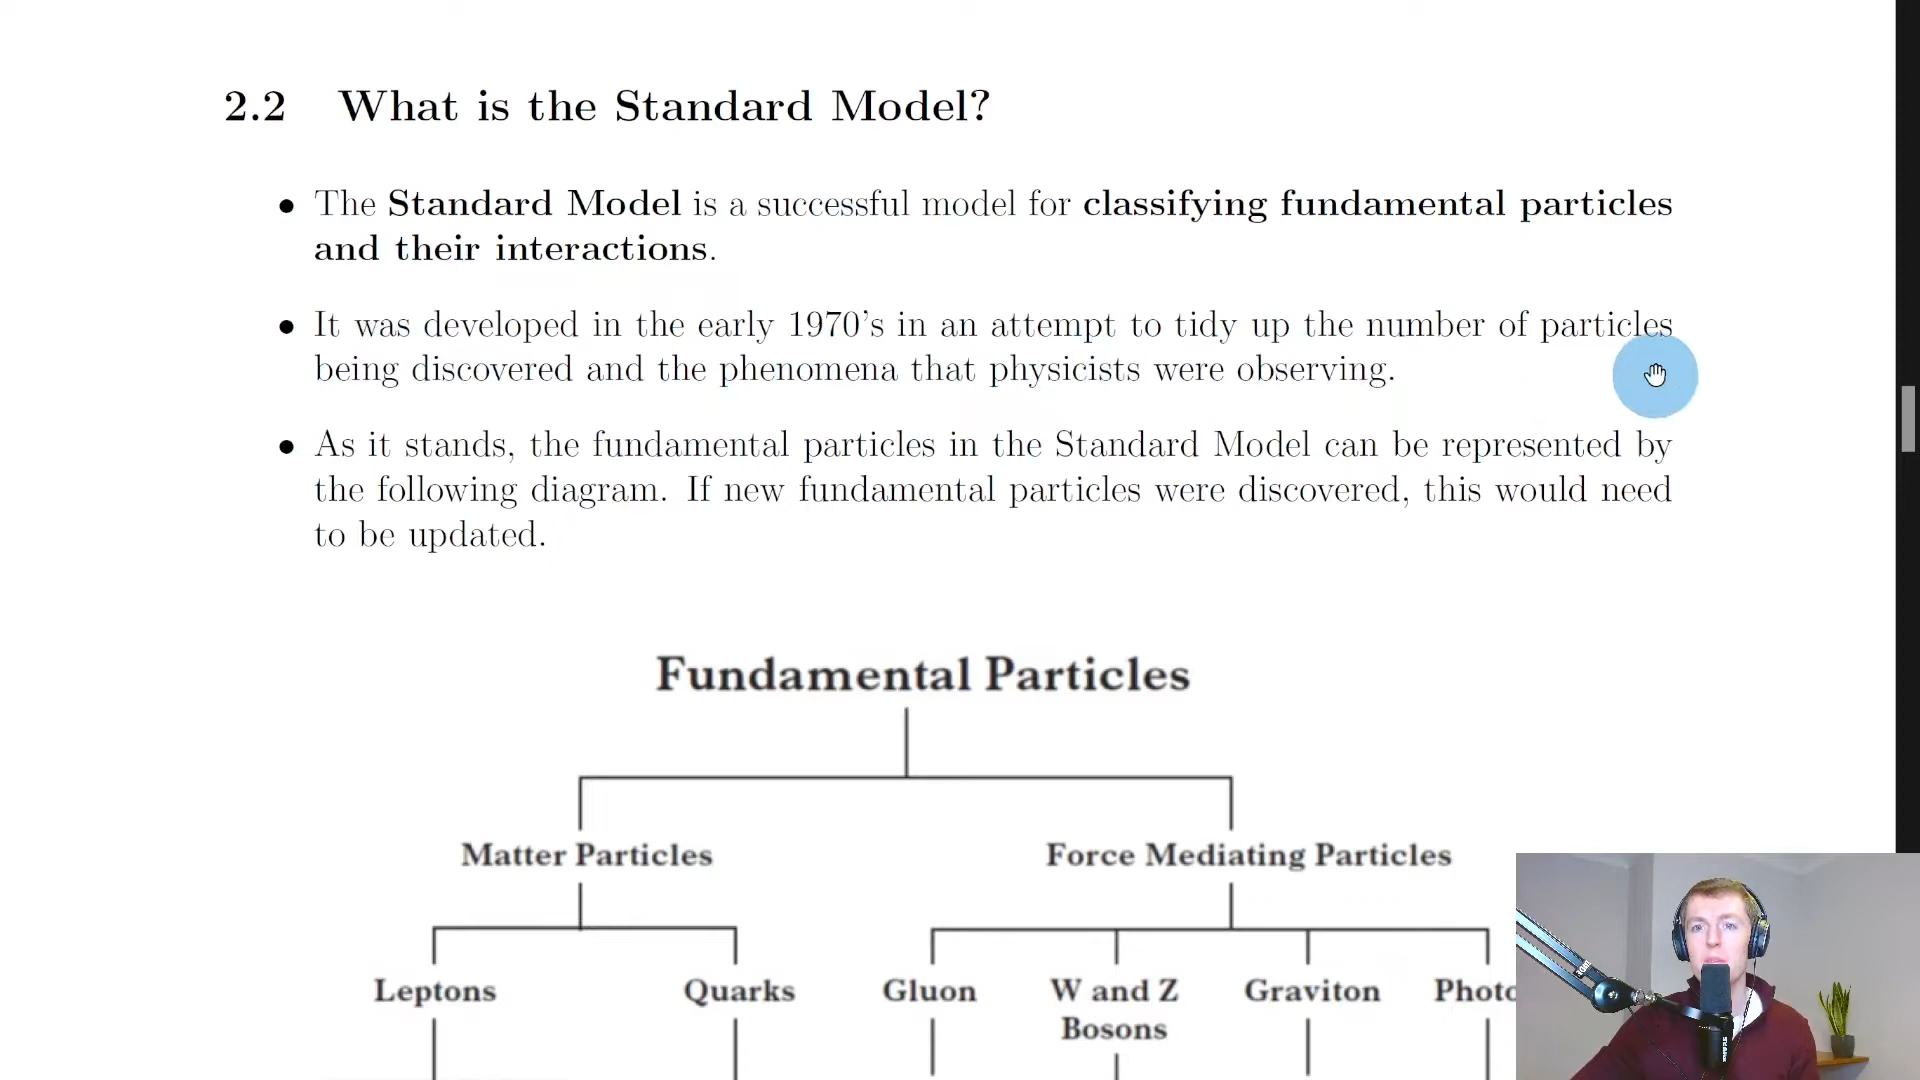 2.2 What is the Standard Model?
• The Standard Model is a successful model for classifying fundamental particles
and their interactions.
• It was developed in the early 1970's in an attempt to tidy up the number of particles
being discovered and the phenomena that physicists were observing.
• As it stands, the fundamental particles in the Standard Model can be represented by
the following diagram. If new fundamental particles were discovered, this would need
to be updated.
Fundamental Particles
Matter Particles
Force Mediating Particles
Leptons
Quarks
Gluon
W and Z
Bosons
Graviton